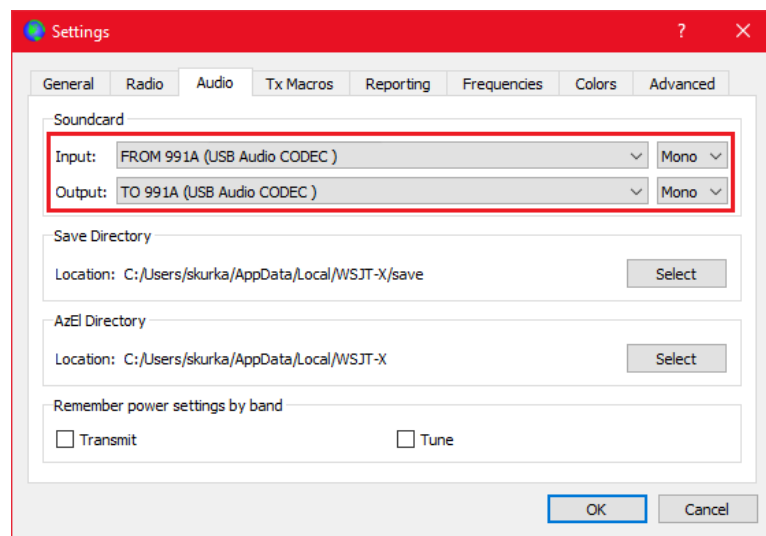 Settings
?
General Radio Audio Tx Macros Reporting Frequencies Colors Advanced
Soundcard
Input: FROM 991A (USB Audio CODEC ) Mono
Output: TO 991A (USB Audio CODEC ) Mono
Save Directory
Location: C:/Users/skurka/AppData/Local/WSJT-X/save Select
AzEl Directory
Location: C:/Users/skurka/AppData/Local/WSJT-X Select
Remember power settings by band
Transmit Tune
OK Cancel